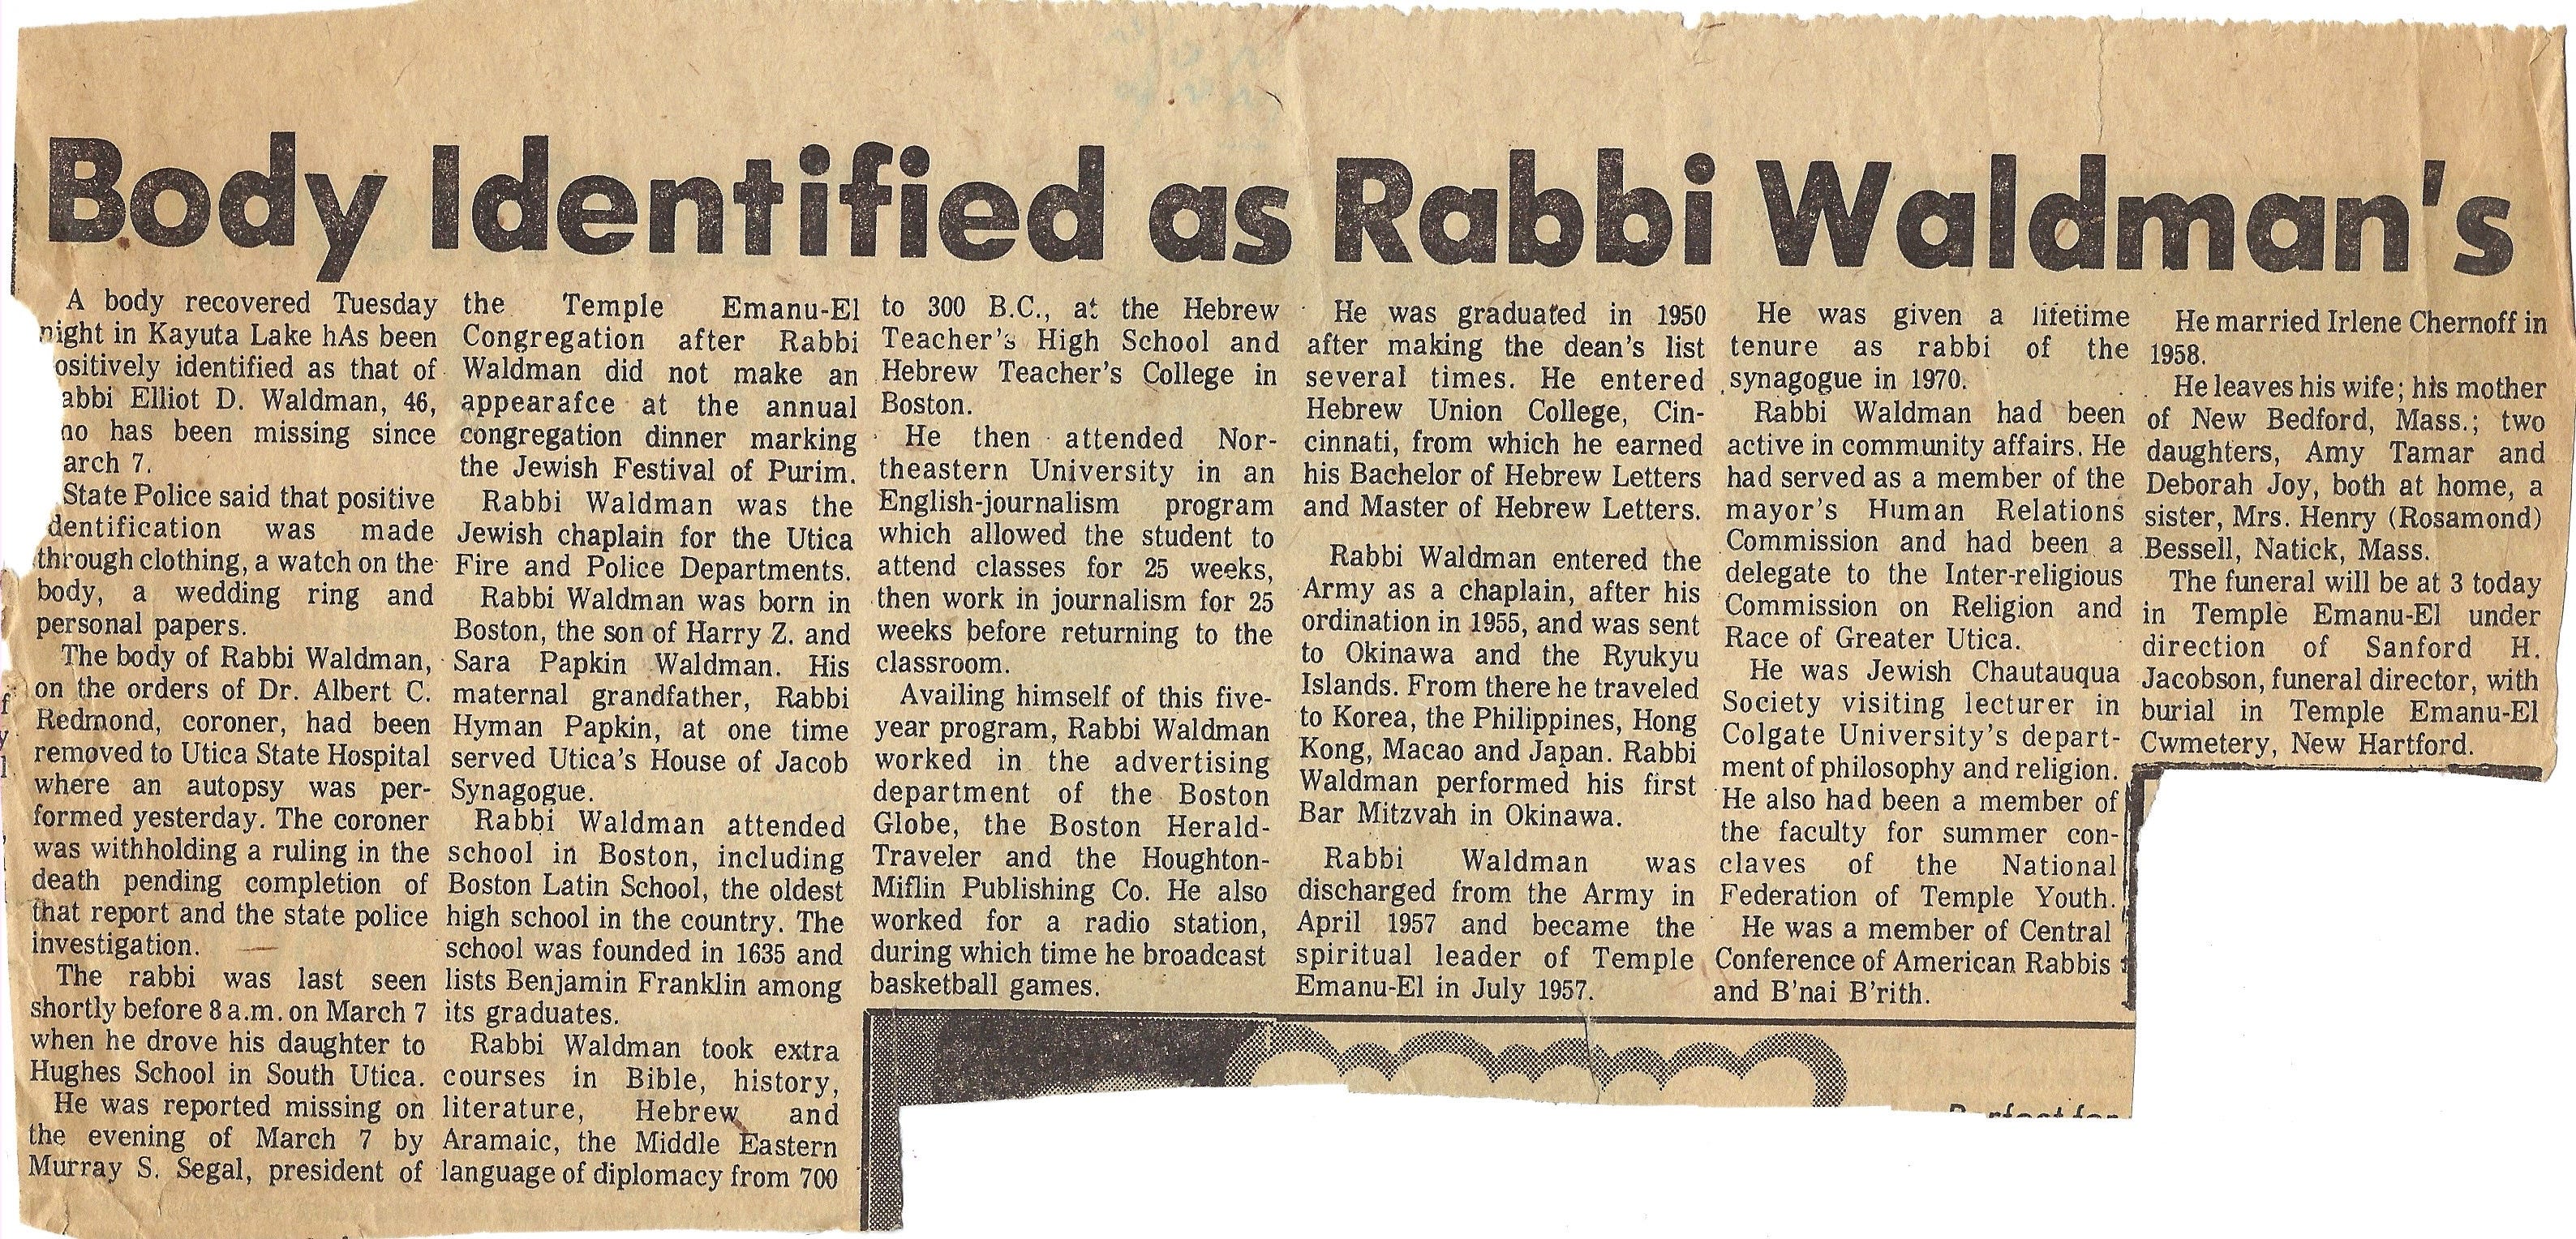 Body Identified as Rabbi Waldman's
A body recovered Tuesday
night in Kayuta Lake hAs been
ositively identified as that of
abbi Elliot D. Waldman, 46,
ho has been missing since
arch 7.
State Police said that positive
dentification was made
through clothing, a watch on the
body, a wedding ring and
personal papers.
The body of Rabbi Waldman,
on the orders of Dr. Albert C.
Redmond, coroner, had been
removed to Utica State Hospital
where an autopsy was per-
formed yesterday. The coroner
was withholding a ruling in the
death pending completion of
that report and the state police
investigation.
The rabbi was last seen
shortly before 8 a.m. on March 7
when he drove his daughter to
Hughes School in South Utica.
He was reported missing on
the evening of March 7 by
Murray S. Segal, president of
the Temple Emanu-El
Congregation after Rabbi
Waldman did not make an
appearafce at the annual
congregation dinner marking
the Jewish Festival of Purim.
Rabbi Waldman was the
Jewish chaplain for the Utica
Fire and Police Departments.
Rabbi Waldman was born in
Boston, the son of Harry Z. and
Sara Papkin Waldman. His
maternal grandfather, Rabbi
Hyman Papkin, at one time
served Utica's House of Jacob
Synagogue.
Rabbi Waldman attended
school in Boston, including
Boston Latin School, the oldest
high school in the country. The
school was founded in 1635 and
lists Benjamin Franklin among
its graduates.
Rabbi Waldman took extra
courses in Bible, history,
literature, Hebrew and
Aramaic, the Middle Eastern
language of diplomacy from 700
to 300 B.C., at the Hebrew
Teacher's High School and
Hebrew Teacher's College in
Boston.
He then attended Nor-
theastern University in an
English-journalism program
which allowed the student to
attend classes for 25 weeks,
then work in journalism for 25
weeks before returning to the
classroom.
Availing himself of this five-
year program, Rabbi Waldman
worked in the advertising
department of the Boston
Globe, the Boston Herald-
Traveler and the Houghton-
Miflin Publishing Co. He also
worked for a radio station,
during which time he broadcast
basketball games.
He was graduated in 1950
after making the dean's list
several times. He entered
Hebrew Union College, Cin-
cinnati, from which he earned
his Bachelor of Hebrew Letters
and Master of Hebrew Letters.
Rabbi Waldman entered the
Army as a chaplain, after his
ordination in 1955, and was sent
to Okinawa and the Ryukyu
Islands. From there he traveled
to Korea, the Philippines, Hong
Kong, Macao and Japan. Rabbi
Waldman performed his first
Bar Mitzvah in Okinawa.
Rabbi Waldman was
discharged from the Army in
April 1957 and became the
spiritual leader of Temple
Emanu-El in July 1957.
He was given a lifetime
tenure as rabbi of the
synagogue in 1970.
Rabbi Waldman had been
active in community affairs. He
had served as a member of the
mayor's Human Relations
Commission and had been a
delegate to the Inter-religious
Commission on Religion and
Race of Greater Utica.
He was Jewish Chautauqua
Society visiting lecturer in
Colgate University's depart-
ment of philosophy and religion.
He also had been a member of
the faculty for summer con-
claves of the National
Federation of Temple Youth.
He was a member of Central
Conference of American Rabbis
and B'nai B'rith.
He married Irlene Chernoff in
1958.
He leaves his wife; his mother
of New Bedford, Mass.; two
daughters, Amy Tamar and
Deborah Joy, both at home, a
sister, Mrs. Henry (Rosamond)
Bessell, Natick, Mass.
The funeral will be at 3 today
in Temple Emanu-El under
direction of Sanford H.
Jacobson, funeral director, with
burial in Temple Emanu-El
Cwmetery, New Hartford.